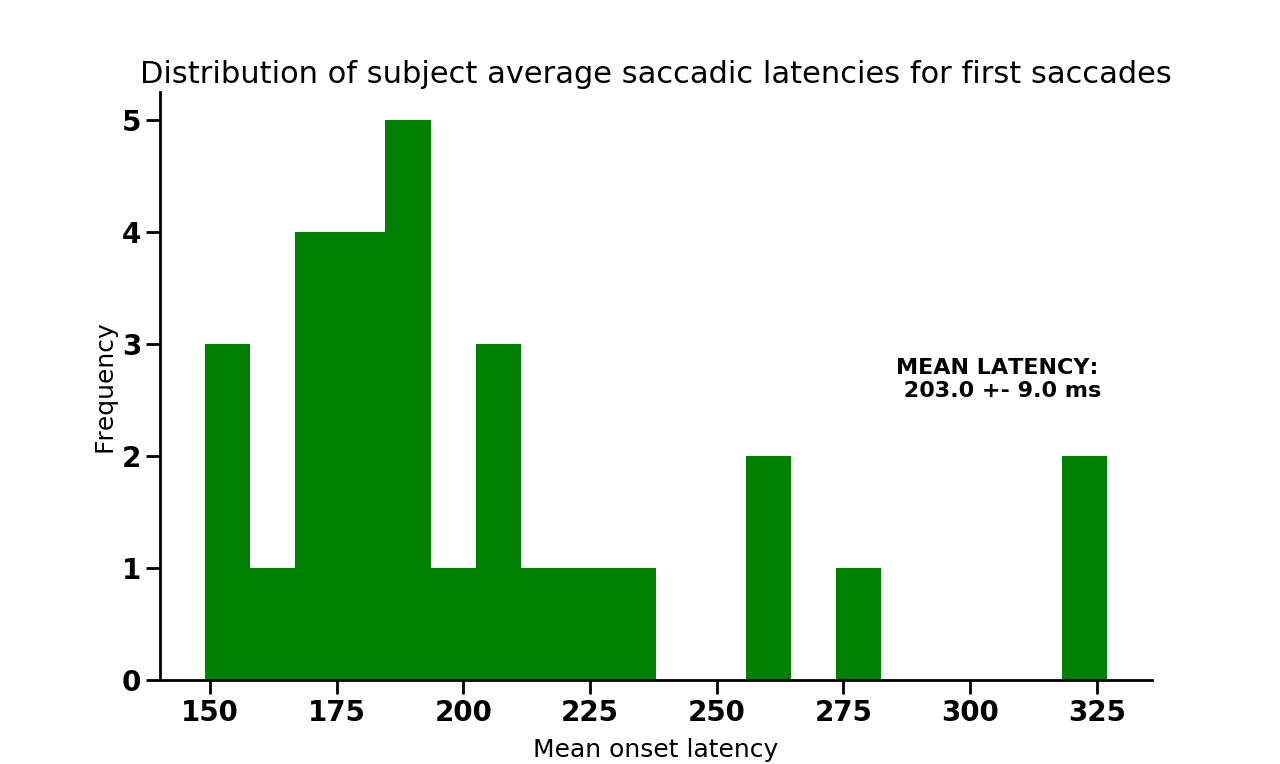 Distribution of subject average saccadic latencies for first saccades
5
4
3
2
1
0
Frequency
MEAN LATENCY:
203.0 +- 9.0 ms
150 175 200 225 250 275 300 325
Mean onset latency